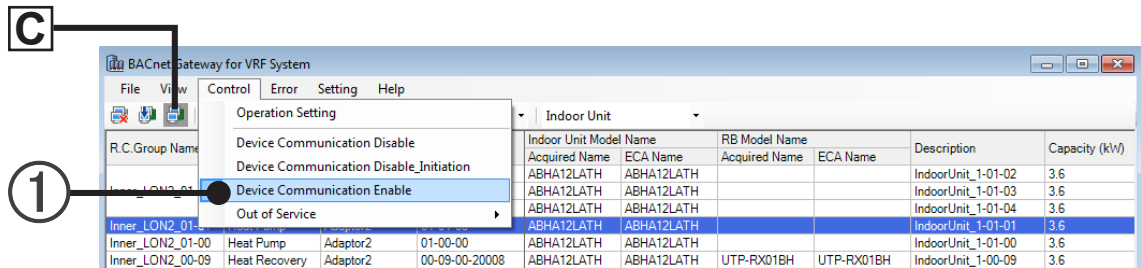 C
BACnet Gateway for VRF System
File View Control Error Setting Help
Operation Setting
Device Communication Disable
Device Communication Disable_Initiation
Device Communication Enable
Out of Service
1
Indoor Unit
R.C.Group Name Indoor Unit Model Name RB Model Name Description Capacity (kW)
Acquired Name ECA Name Acquired Name ECA Name
ABHA12LATH ABHA12LATH IndoorUnit_1-01-02 3.6
ABHA12LATH ABHA12LATH IndoorUnit_1-01-03 3.6
ABHA12LATH ABHA12LATH IndoorUnit_1-01-04 3.6
ABHA12LATH ABHA12LATH IndoorUnit_1-01-01 3.6
Inner_LON2_01-00 Heat Pump Adaptor2 01-00-00 ABHA12LATH ABHA12LATH IndoorUnit_1-01-00 3.6
Inner_LON2_00-09 Heat Recovery Adaptor2 00-09-00-20008 ABHA12LATH ABHA12LATH UTP-RX01BH UTP-RX01BH IndoorUnit_1-00-09 3.6